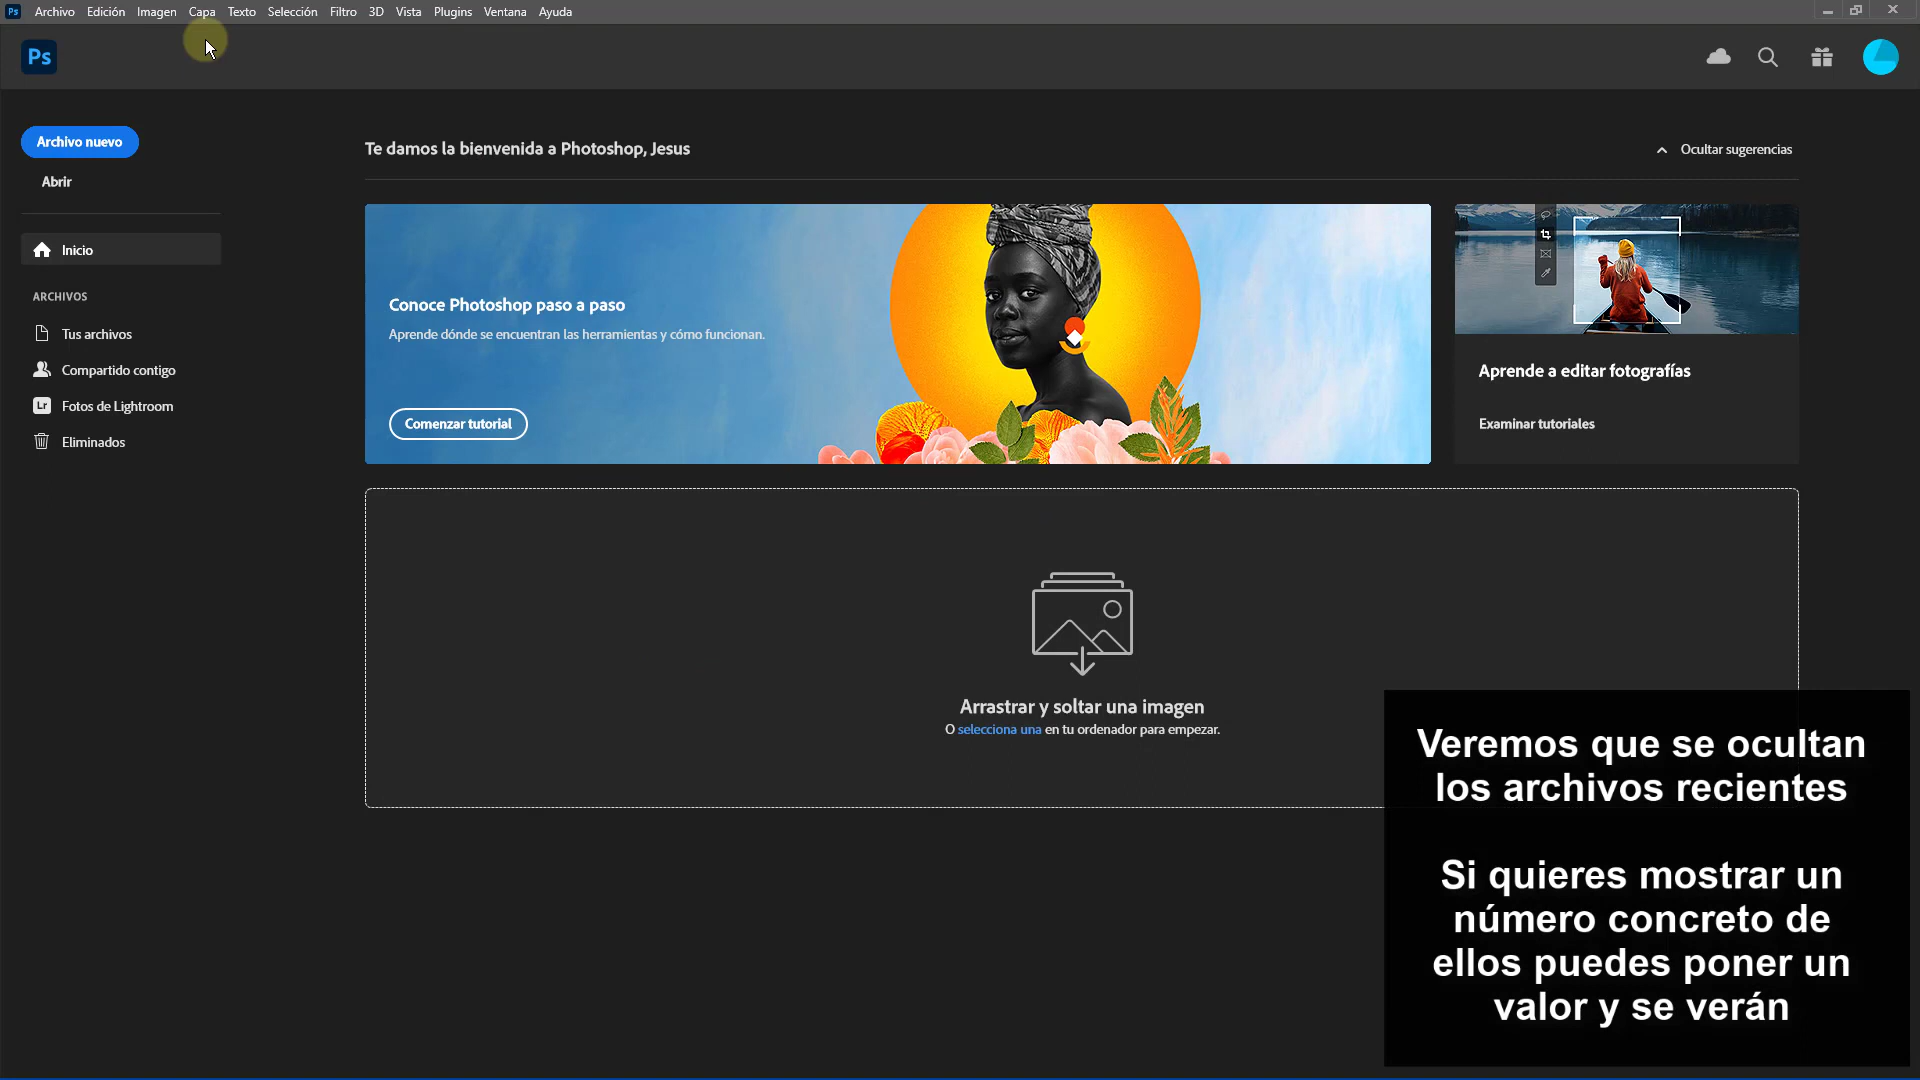 Ps Archivo Edición Imagen Capa Texto Selección Filtro 3D Vista Plugins Ventana Ayuda
Ps
Archivo nuevo
Abrir
Inicio
ARCHIVOS
Tus archivos
Compartido contigo
Lr Fotos de Lightroom
Eliminados
Te damos la bienvenida a Photoshop, Jesus
Ocultar sugerencias
Conoce Photoshop paso a paso
Aprende dónde se encuentran las herramientas y cómo funcionan.
Comenzar tutorial
Aprende a editar fotografías
Examinar tutoriales
Arrastrar y soltar una imagen
O selecciona una en tu ordenador para empezar.
Veremos que se ocultan
los archivos recientes
Si quieres mostrar un
número concreto de
ellos puedes poner un
valor y se verán